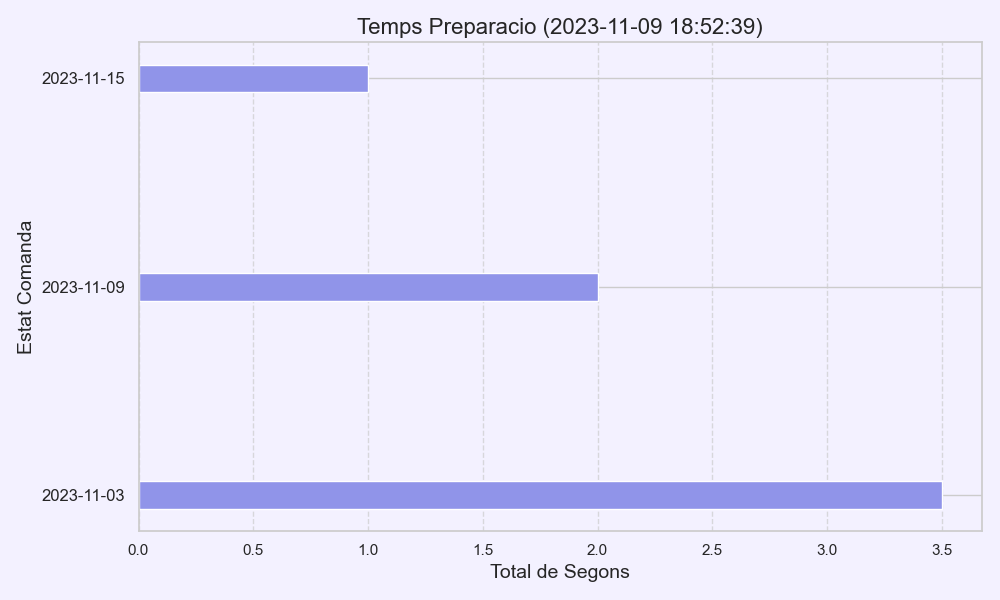 Temps Preparacio (2023-11-09 18:52:39)
Estat Comanda
2023-11-15
2023-11-09
2023-11-03
0.0 0.5 1.0 1.5 2.0 2.5 3.0 3.5
Total de Segons